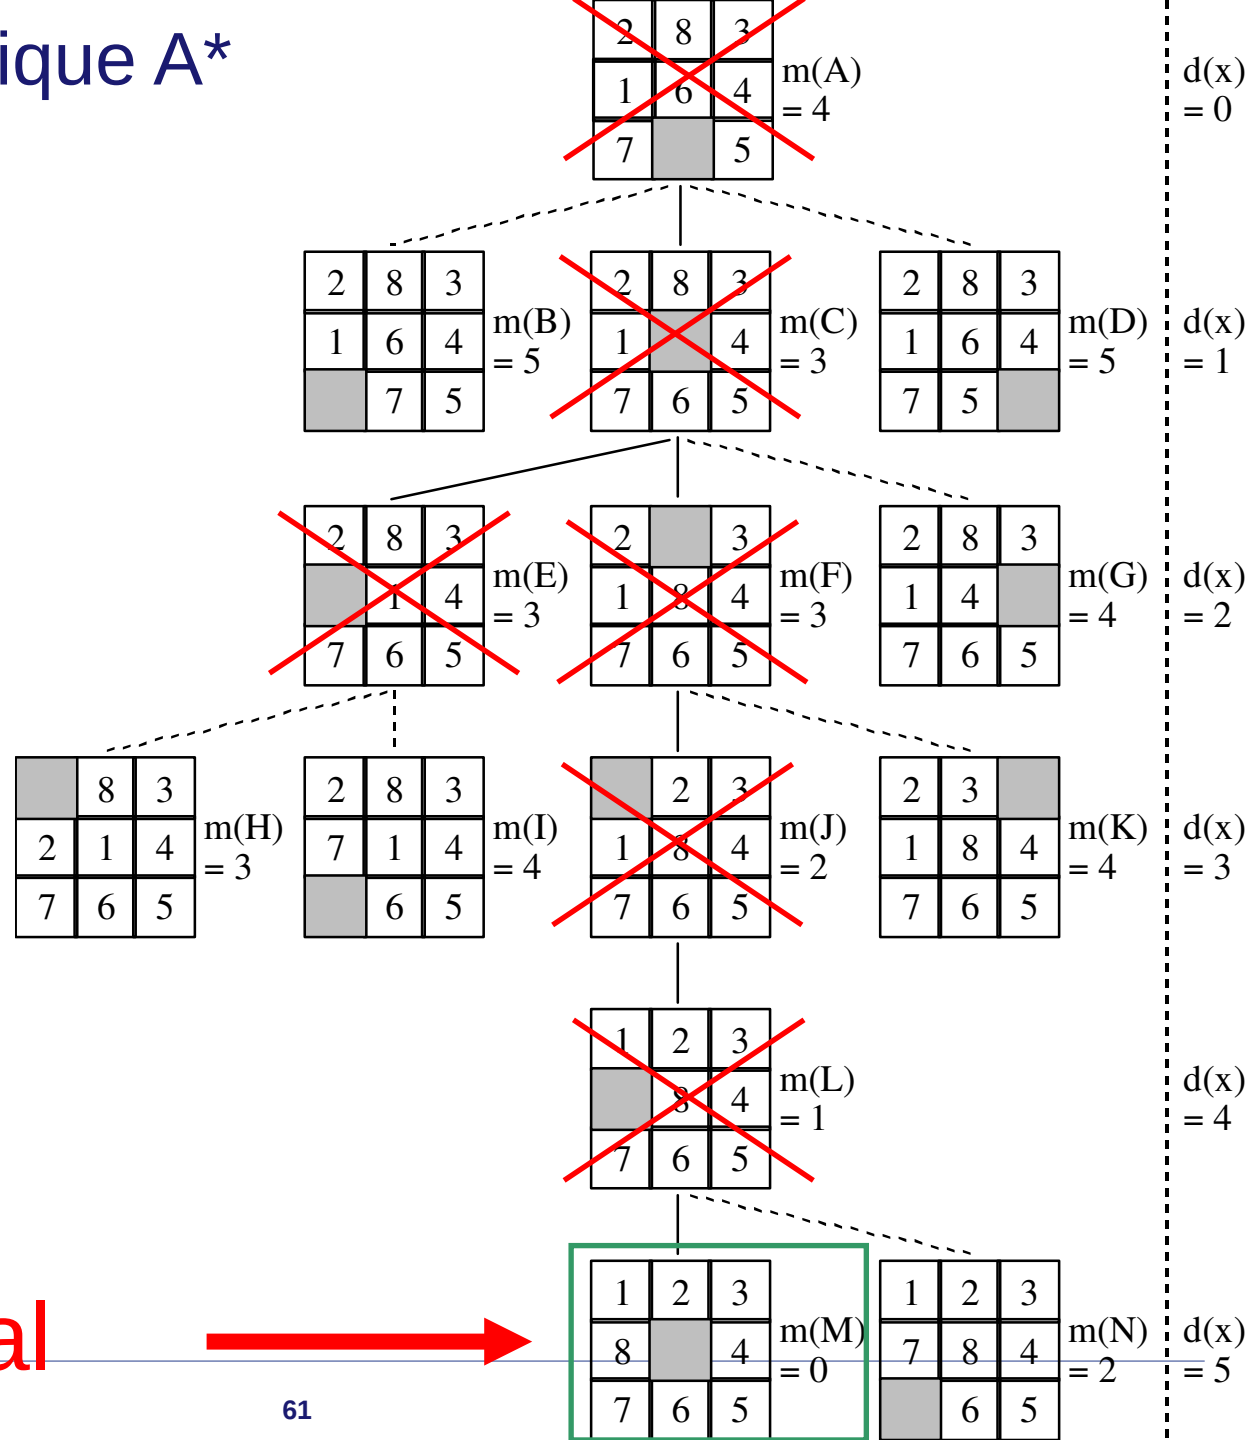 ique A*
2 8 3
1 6 4
7 5
m(A)
= 4
d(x)
= 0
2 8 3
1 6 4
7 5
m(B)
= 5
2 8 3
1 4
7 6 5
m(C)
= 3
2 8 3
1 6 4
7 5
m(D)
= 5
d(x)
= 1
2 8 3
1 4
7 6 5
m(E)
= 3
2 3
1 8 4
7 6 5
m(F)
= 3
2 8 3
1 4
7 6 5
m(G)
= 4
d(x)
= 2
8 3
2 1 4
7 6 5
m(H)
= 3
2 8 3
7 1 4
6 5
m(I)
= 4
2 3
1 8 4
7 6 5
m(J)
= 2
2 3
1 8 4
7 6 5
m(K)
= 4
d(x)
= 3
1 2 3
8 4
7 6 5
m(L)
= 1
d(x)
= 4
al
1 2 3
8 4
7 6 5
m(M)
= 0
1 2 3
7 8 4
6 5
m(N)
= 2
d(x)
= 5
61